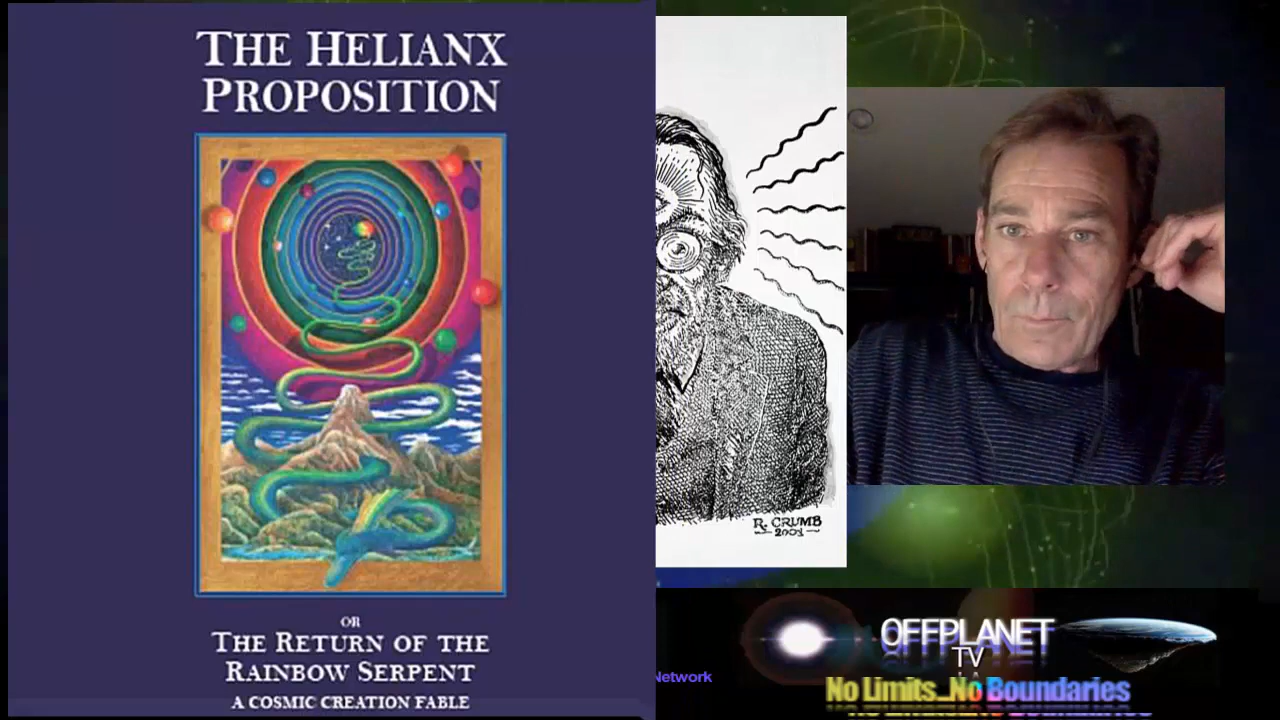 THE HELIANX
PROPOSITION
OR
THE RETURN OF THE
RAINBOW SERPENT
A COSMIC CREATION FABLE
R. CRUMB
2003
Network
OFFPLANET
TV
No Limits...No Boundaries